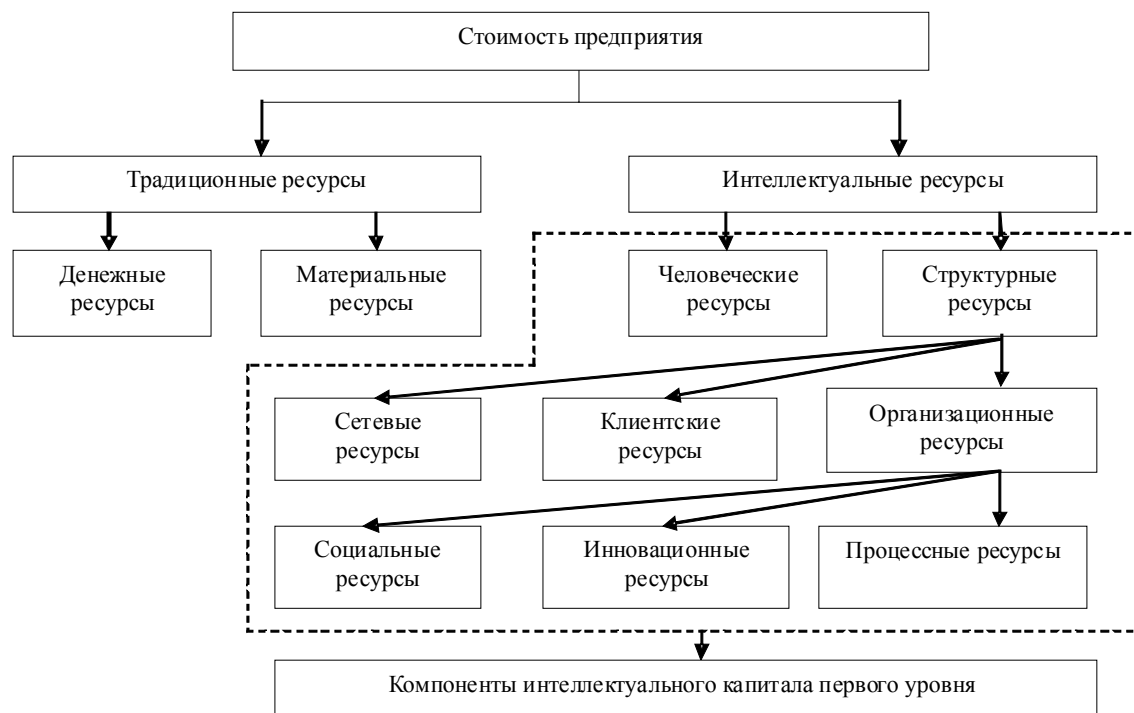 Стоимость предприятия
Традиционные ресурсы
Интеллектуальные ресурсы
Денежные
ресурсы
Материальные
ресурсы
Человеческие
ресурсы
Структурные
ресурсы
Сетевые
ресурсы
Клиентские
ресурсы
Организационные
ресурсы
Социальные
ресурсы
Инновационные
ресурсы
Процессные ресурсы
Компоненты интеллектуального капитала первого уровня